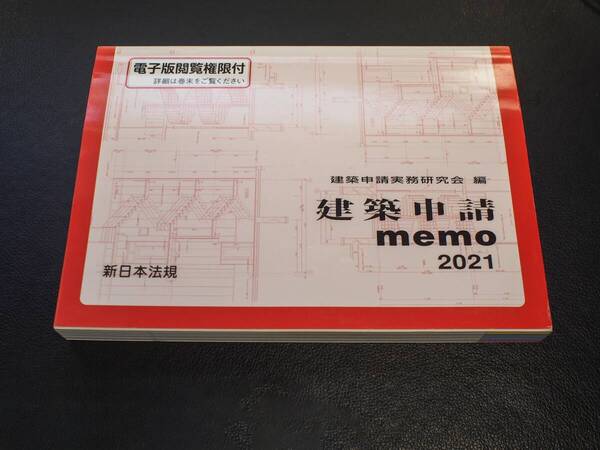 電子版閲覧権限付
詳細は巻末をご覧ください
建築申請実務研究会 編
建築申請
memo
2021
新日本法規